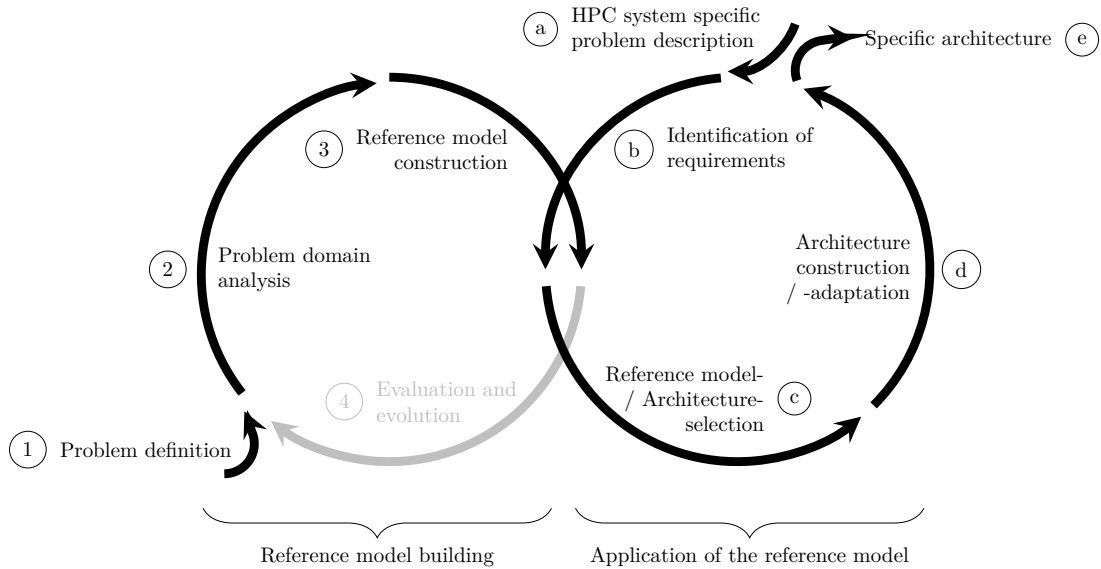 a
HPC system specific
problem description
Specific architecture
e
3
Reference model
construction
b
Identification of
requirements
2
Problem domain
analysis
Architecture
construction
/ -adaptation
d
4
Evaluation and
evolution
Reference model-
/ Architecture-
selection
c
1
Problem definition
Reference model building
Application of the reference model